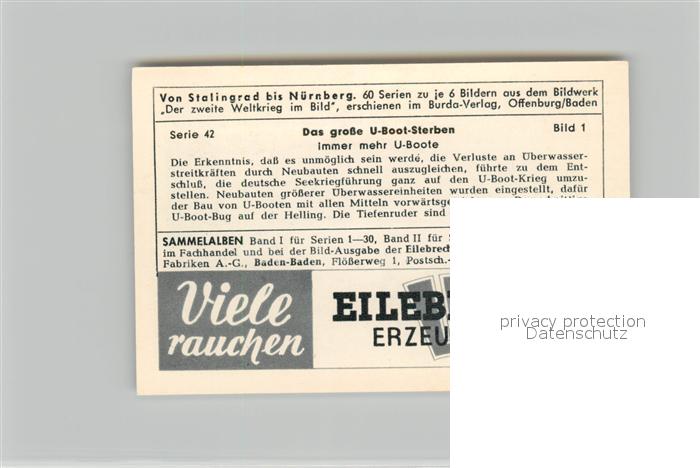 Von Stalingrad bis Nürnberg. 60 Serien zu je 6 Bildern aus dem Bildwerk
„Der zweite Weltkrieg im Bild", erschienen im Burda-Verlag, Offenburg/Baden
Serie 42 Das große U-Boot-Sterben Bild 1
Immer mehr U-Boote
Die Erkenntnis, daß es unmöglich sein werde, die Verluste an Überwasser-
streitkräften durch Neubauten schnell auszugleichen, führte zu dem Ent-
schluß, die deutsche Seekriegführung ganz auf den U-Boot-Krieg umzu-
stellen. Neubauten größerer Überwassereinheiten wurden eingestellt, dafür
der Bau von U-Booten mit allen Mitteln vorwärtsge
U-Boot-Bug auf der Helling. Die Tiefenruder sind
SAMMELALBEN Band I für Serien 1—30, Band II für
im Fachhandel und bei der Bild-Ausgabe der Eilebrec
Fabriken A.-G., Baden-Baden, Flößerweg 1, Postsch.-
Viele
rauchen
EILEB
ERZEU
privacy protection
Datenschutz